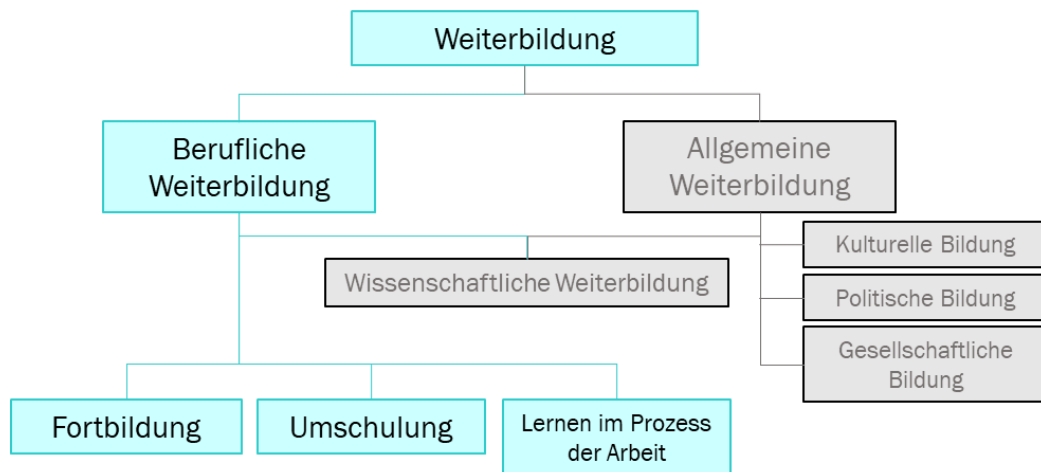 Weiterbildung
Berufliche
Weiterbildung
Allgemeine
Weiterbildung
Kulturelle Bildung
Wissenschaftliche Weiterbildung
Politische Bildung
Gesellschaftliche
Bildung
Fortbildung
Umschulung
Lernen im Prozess
der Arbeit